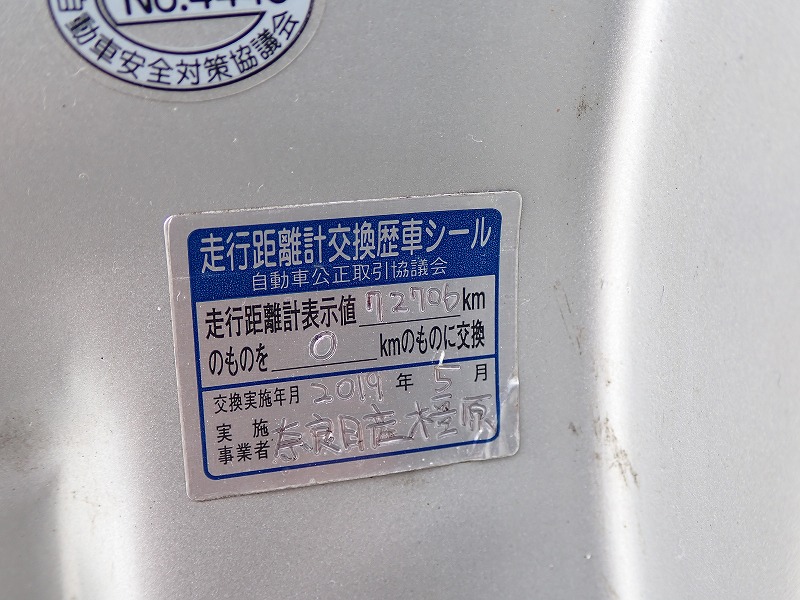 自動車安全対策協議会
走行距離計交換歴車シール
自動車公正取引協議会
走行距離計表示値 72706 km
のものを 0 kmのものに交換
交換実施年月 2019 年 5 月
実施事業者 奈良日産 橿原